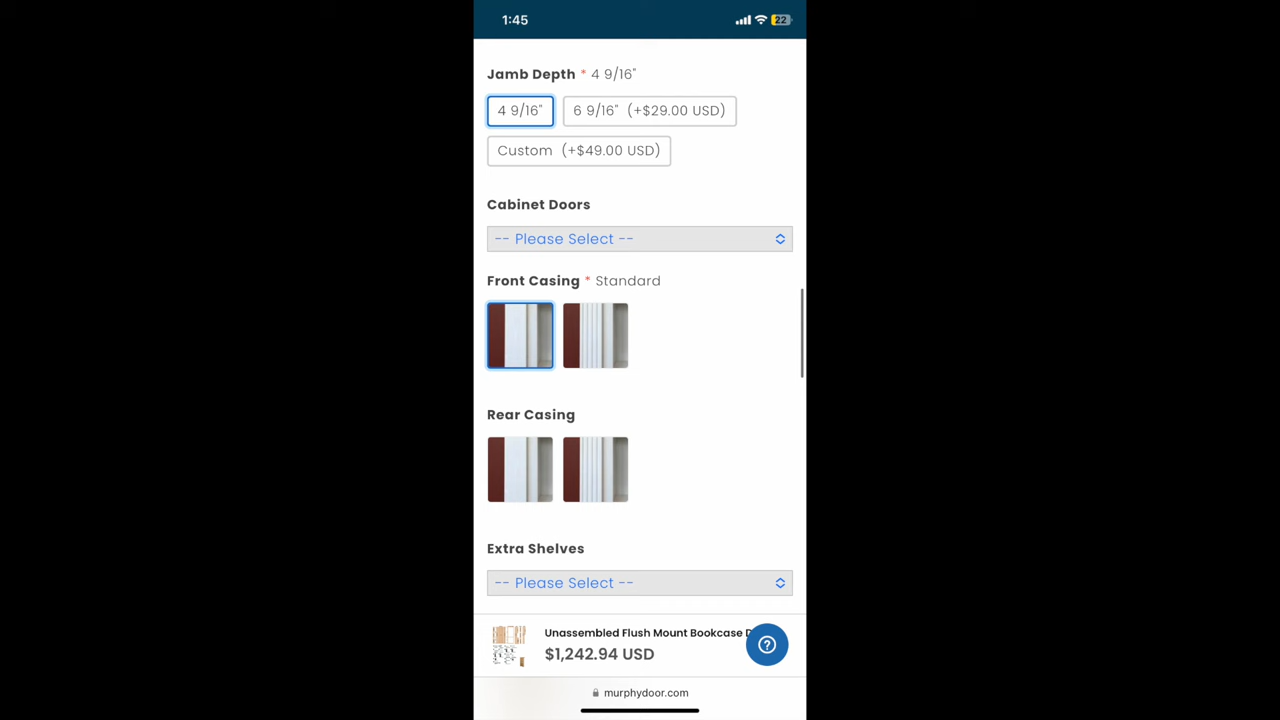 1:45
22
Jamb Depth * 4 9/16"
4 9/16"
6 9/16" (+$29.00 USD)
Custom (+$49.00 USD)
Cabinet Doors
-- Please Select --
Front Casing * Standard
Rear Casing
Extra Shelves
-- Please Select --
Unassembled Flush Mount Bookcase D
$1,242.94 USD
murphydoor.com